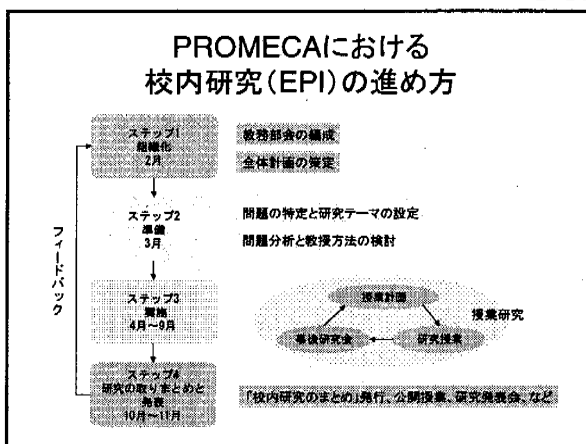 PROMECAにおける
校内研究(EPI)の進め方
ステップ1
組織化
2月
教務部会の編成
全体計画の策定
ステップ2
準備
3月
問題の特定と研究テーマの設定
問題分析と教授方法の検討
フィードバック
ステップ3
実施
4月～9月
授業計画
授業研究
事後研究会
研究授業
ステップ4
研究の取りまとめと
発表
10月～11月
「校内研究のまとめ」発行、公開授業、研究発表会、など